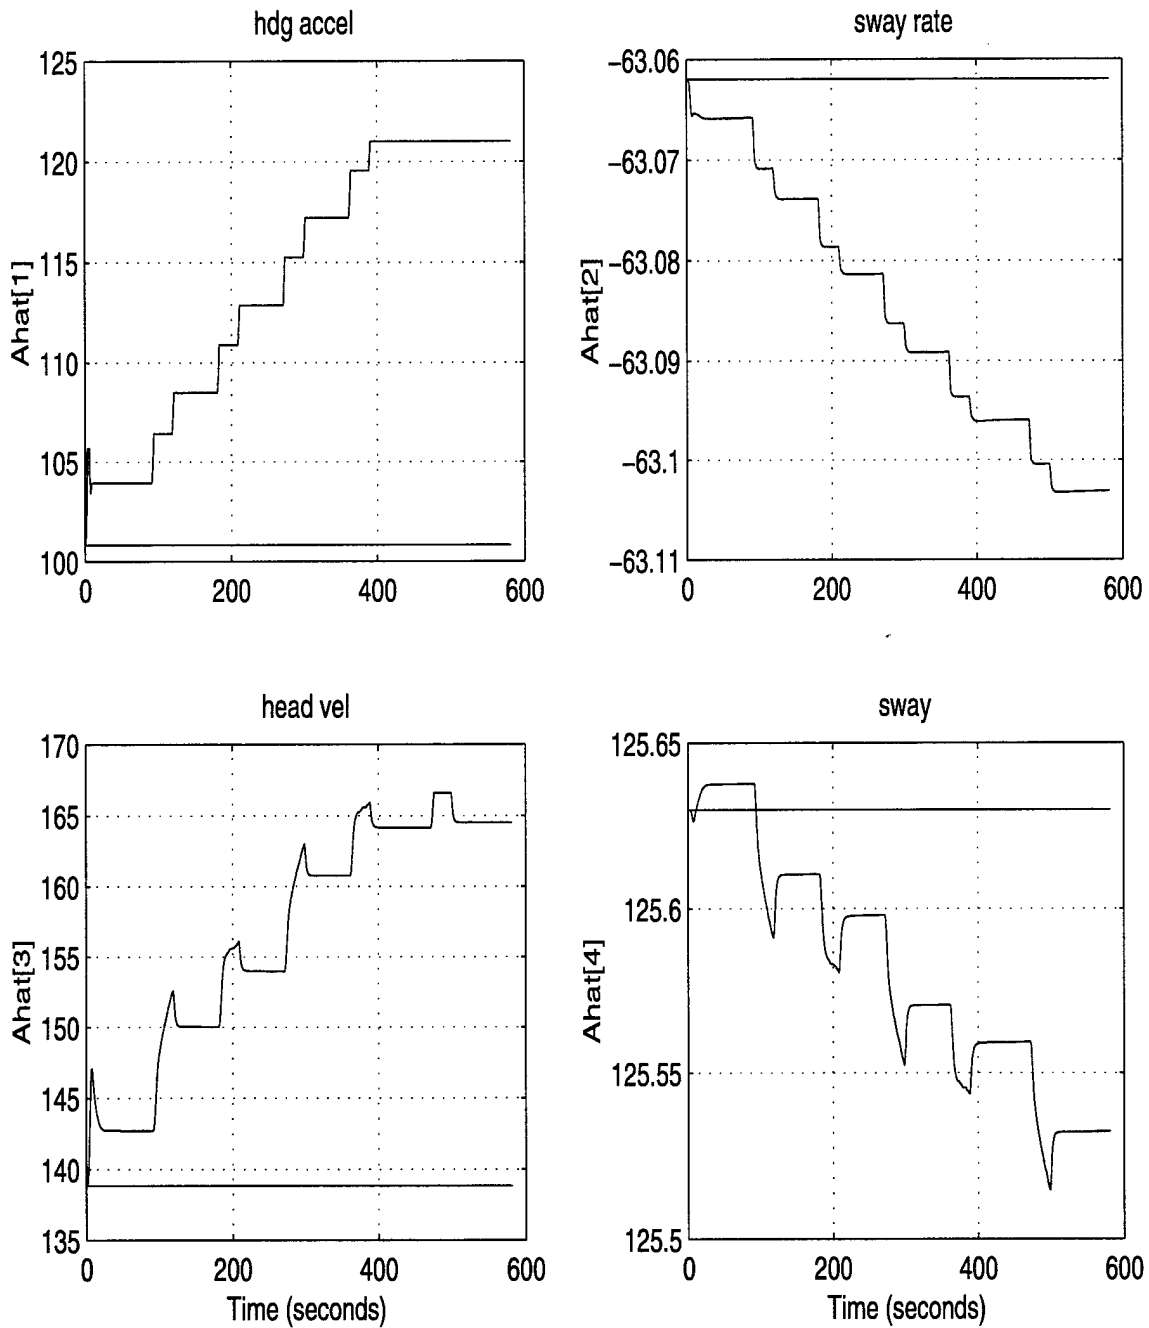 hdg accel
125
120
115
110
105
100
Ahat[1]
0 200 400 600
sway rate
-63.06
-63.07
-63.08
-63.09
-63.1
-63.11
Ahat[2]
0 200 400 600
head vel
170
165
160
155
150
145
140
135
Ahat[3]
0 200 400 600
Time (seconds)
sway
125.65
125.6
125.55
125.5
Ahat[4]
0 200 400 600
Time (seconds)